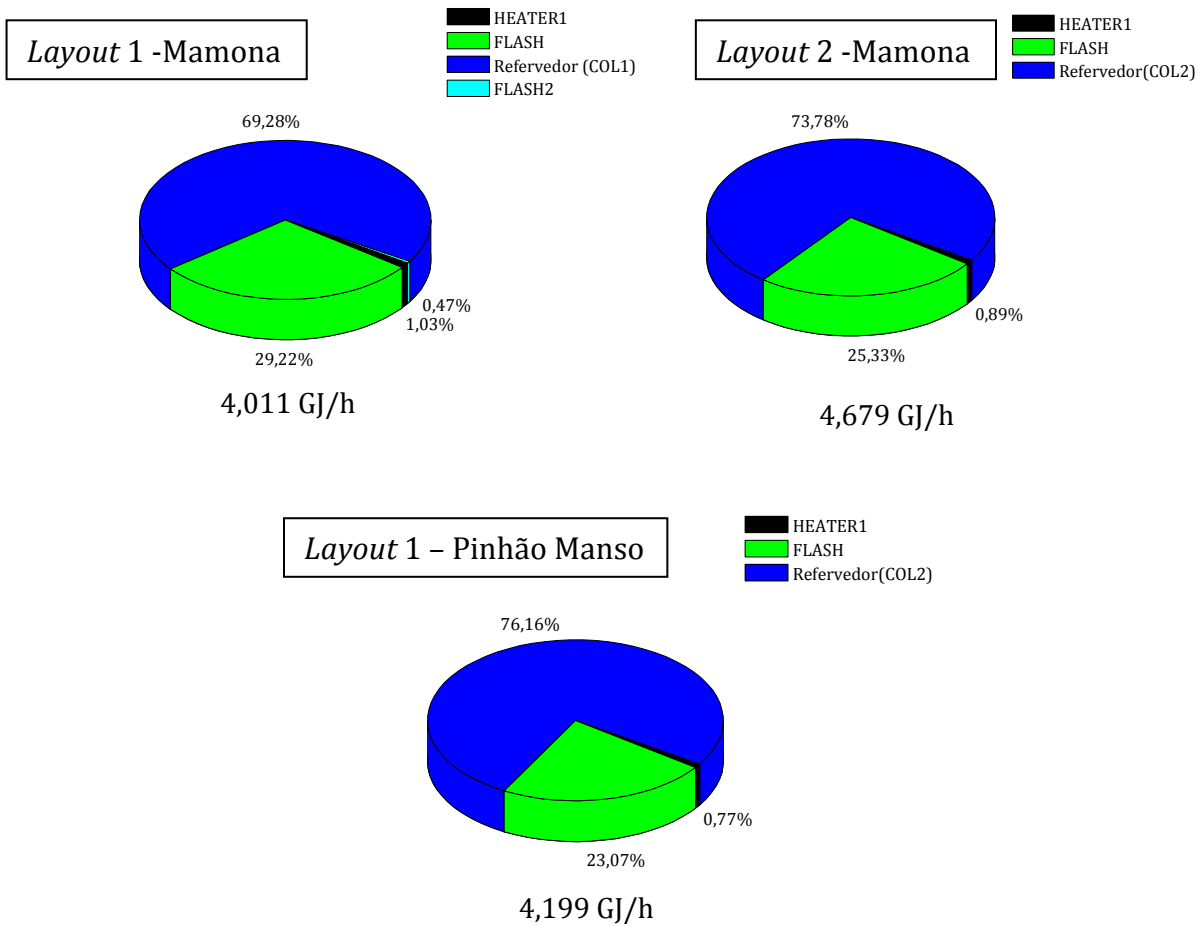 Layout 1 -Mamona
HEATER1
FLASH
Refervedor (COL1)
FLASH2
69,28%
0,47%
1,03%
29,22%
4,011 GJ/h
Layout 2 -Mamona
HEATER1
FLASH
Refervedor(COL2)
73,78%
0,89%
25,33%
4,679 GJ/h
Layout 1 – Pinhão Manso
HEATER1
FLASH
Refervedor(COL2)
76,16%
0,77%
23,07%
4,199 GJ/h